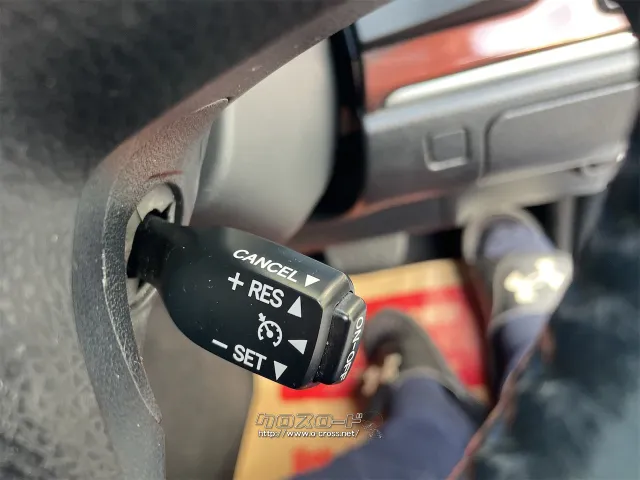 CANCEL ▼
+ RES ▲
◀
− SET ▼
ON-OFF
クロスロード
http://www.o-cross.net/